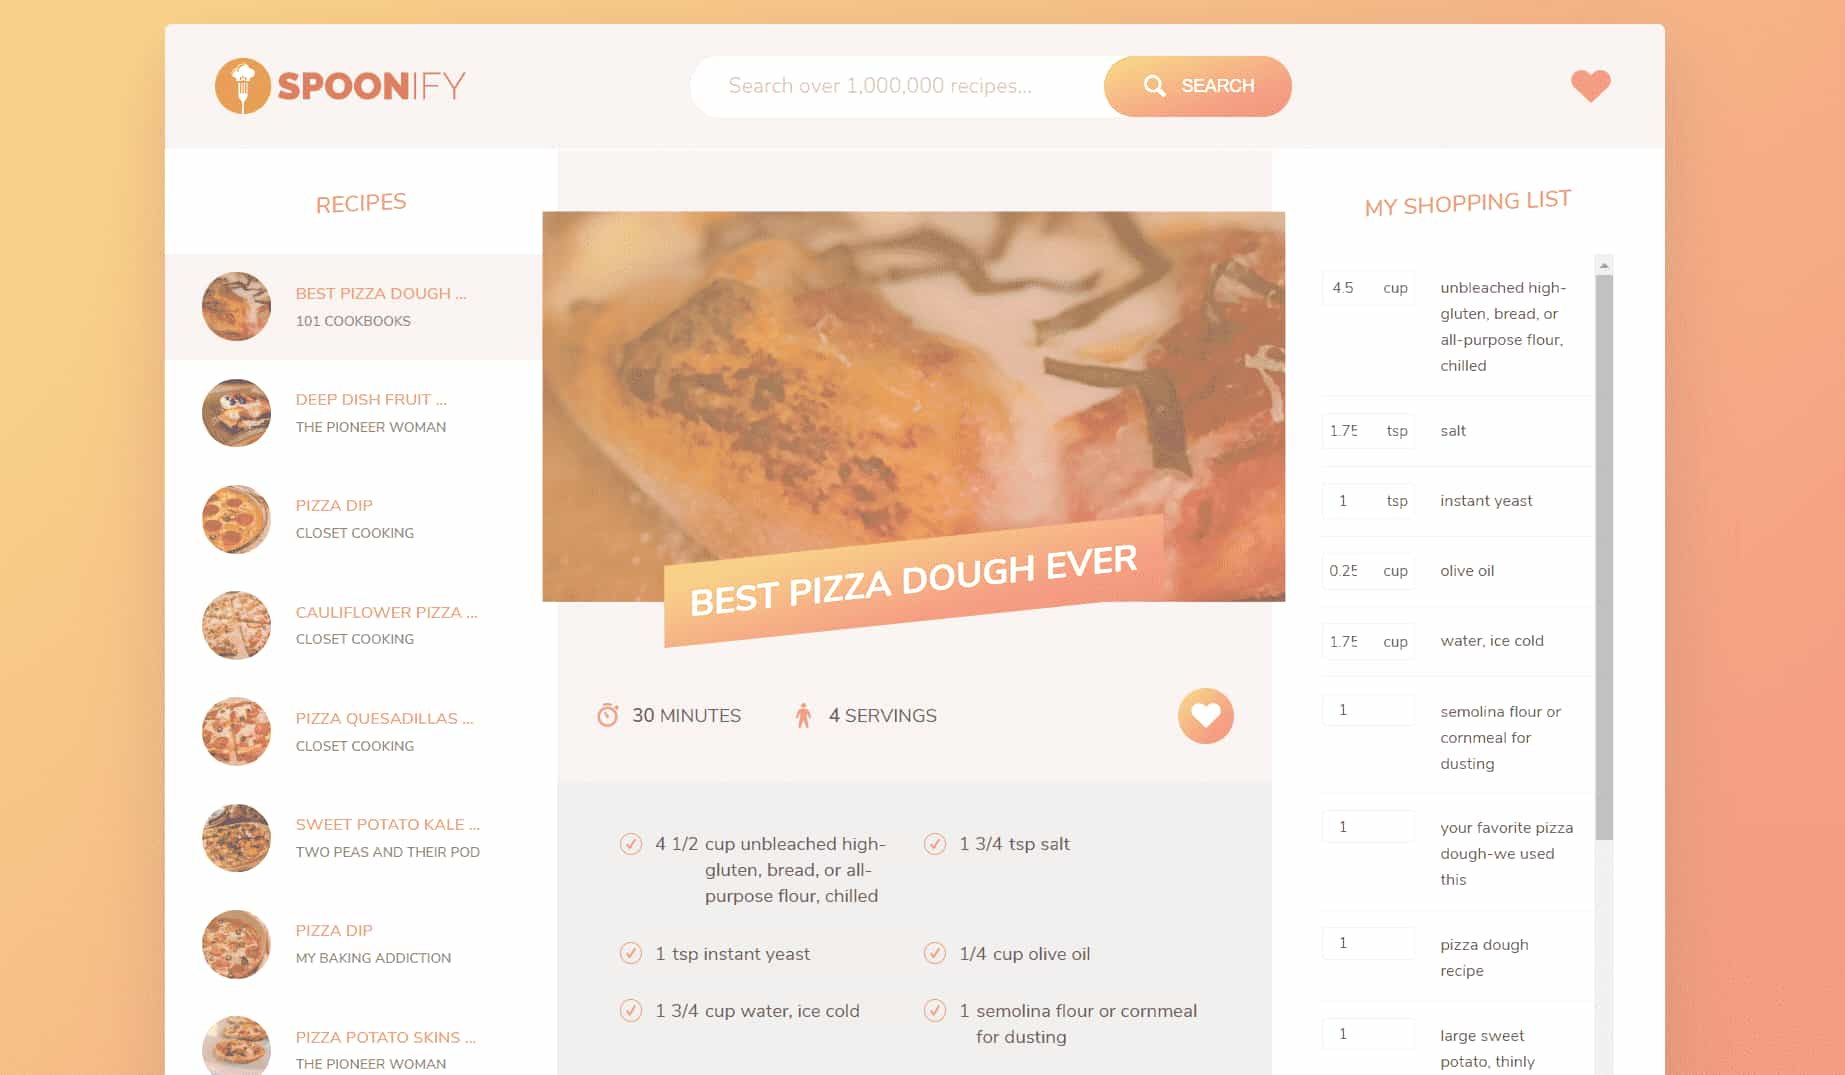 SPOONIFY
Search over 1,000,000 recipes...
SEARCH
RECIPES
BEST PIZZA DOUGH ...
101 COOKBOOKS
DEEP DISH FRUIT ...
THE PIONEER WOMAN
PIZZA DIP
CLOSET COOKING
CAULIFLOWER PIZZA ...
CLOSET COOKING
PIZZA QUESADILLAS ...
CLOSET COOKING
SWEET POTATO KALE ...
TWO PEAS AND THEIR POD
PIZZA DIP
MY BAKING ADDICTION
PIZZA POTATO SKINS ...
THE PIONEER WOMAN
BEST PIZZA DOUGH EVER
30 MINUTES
4 SERVINGS
4 1/2 cup unbleached high-
gluten, bread, or all-
purpose flour, chilled
1 3/4 tsp salt
1 tsp instant yeast
1/4 cup olive oil
1 3/4 cup water, ice cold
1 semolina flour or cornmeal
for dusting
MY SHOPPING LIST
4.5 cup unbleached high-
gluten, bread, or
all-purpose flour,
chilled
1.75 tsp salt
1 tsp instant yeast
0.25 cup olive oil
1.75 cup water, ice cold
1 semolina flour or
cornmeal for
dusting
1 your favorite pizza
dough-we used
this
1 pizza dough
recipe
1 large sweet
potato, thinly